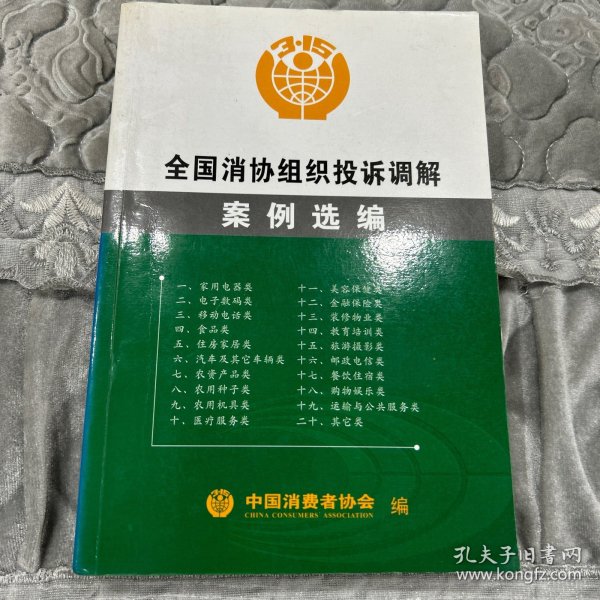 3·15
全国消协组织投诉调解
案例选编
一、家用电器类
二、电子数码类
三、移动电话类
四、食品类
五、住房家居类
六、汽车及其它车辆类
七、农资产品类
八、农用种子类
九、农用机具类
十、医疗服务类
十一、美容保健类
十二、金融保险类
十三、装修物业类
十四、教育培训类
十五、旅游摄影类
十六、邮政电信类
十七、餐饮住宿类
十八、购物娱乐类
十九、运输与公共服务类
二十、其它类
3·15
中国消费者协会 编
CHINA CONSUMERS' ASSOCIATION
孔夫子旧书网
www.kongfz.com